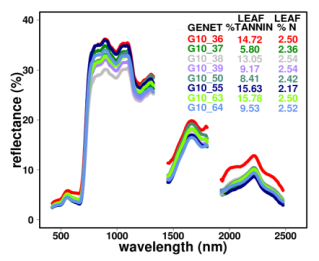 LEAF LEAF
GENET %TANNIN % N
G10_36 14.72 2.50
G10_37 5.80 2.36
G10_38 13.05 2.54
G10_39 9.17 2.54
G10_50 8.41 2.42
G10_55 15.63 2.17
G10_63 15.78 2.50
G10_64 9.53 2.52
reflectance (%)
40
30
20
10
0
500 1000 1500 2000 2500
wavelength (nm)